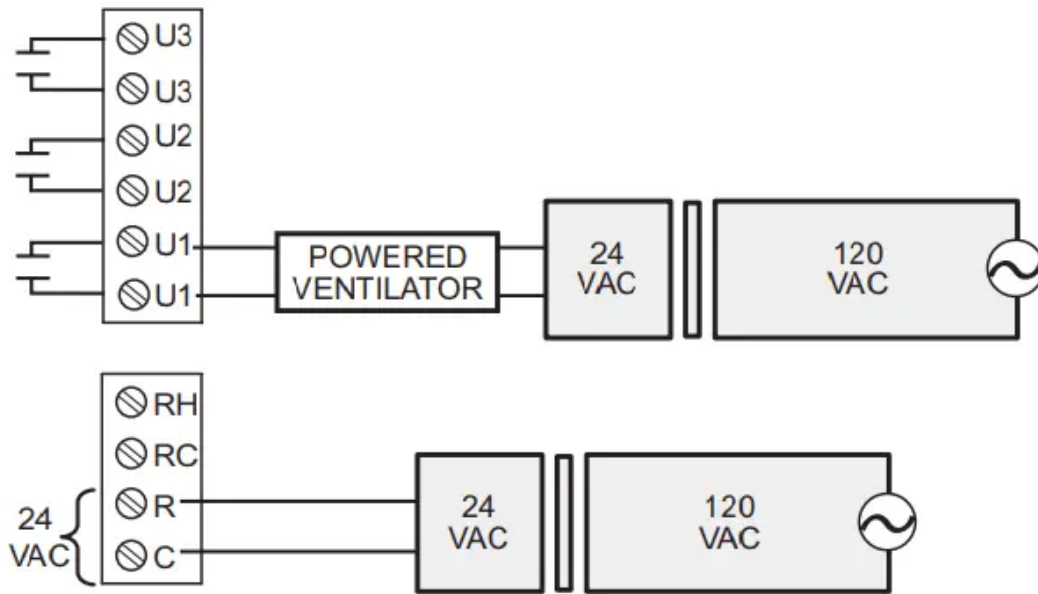 U3
U3
U2
U2
U1
U1
POWERED
VENTILATOR
24
VAC
120
VAC
RH
RC
R
C
24
VAC
24
VAC
120
VAC